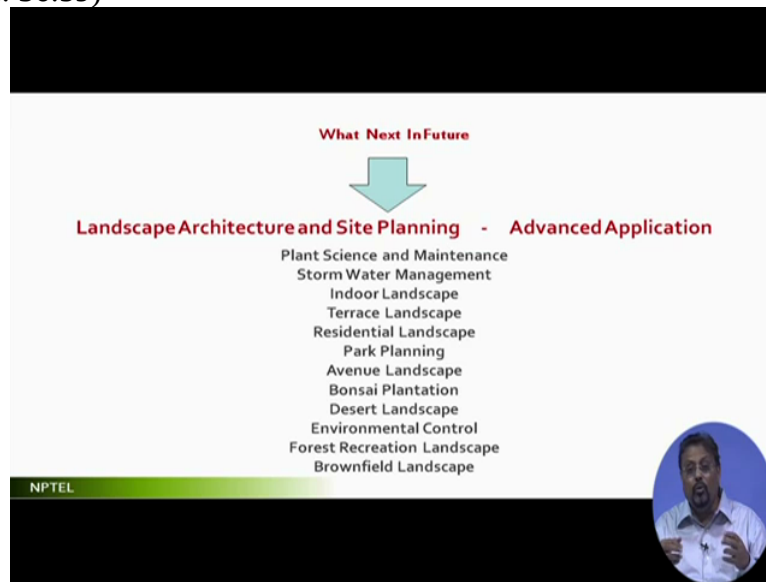 What Next In Future
Landscape Architecture and Site Planning - Advanced Application
Plant Science and Maintenance
Storm Water Management
Indoor Landscape
Terrace Landscape
Residential Landscape
Park Planning
Avenue Landscape
Bonsai Plantation
Desert Landscape
Environmental Control
Forest Recreation Landscape
Brownfield Landscape
NPTEL